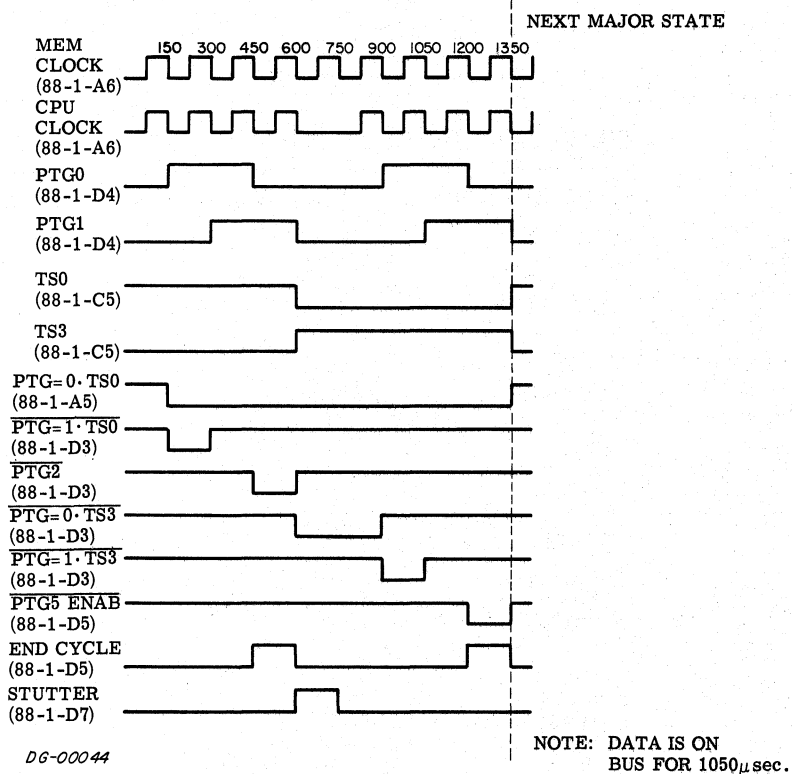 NEXT MAJOR STATE
MEM
CLOCK
(88-1-A6)
150 300 450 600 750 900 1050 1200 1350
CPU
CLOCK
(88-1-A6)
PTG0
(88-1-D4)
PTG1
(88-1-D4)
TS0
(88-1-C5)
TS3
(88-1-C5)
PTG=0·TS0
(88-1-A5)
PTG=1·TS0
(88-1-D3)
PTG2
(88-1-D3)
PTG=0·TS3
(88-1-D3)
PTG=1·TS3
(88-1-D3)
PTG5 ENAB
(88-1-D5)
END CYCLE
(88-1-D5)
STUTTER
(88-1-D7)
DG-00044
NOTE: DATA IS ON
BUS FOR 1050μsec.